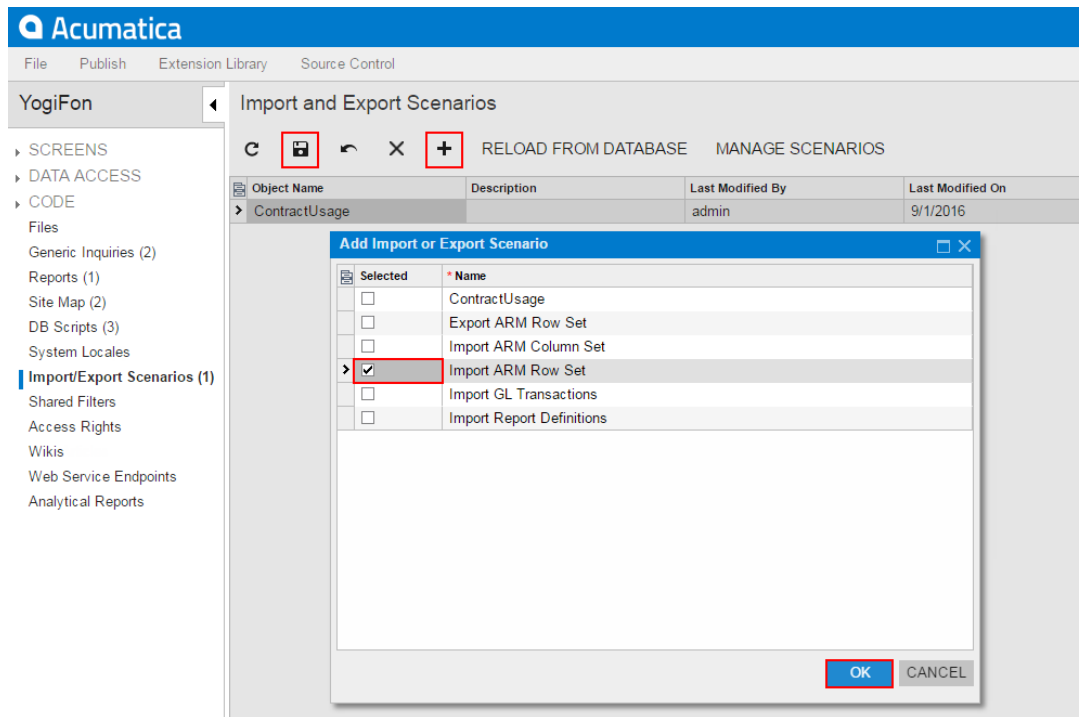 Acumatica
File Publish Extension Library Source Control
YogiFon
Import and Export Scenarios
SCREENS
DATA ACCESS
CODE
Files
Generic Inquiries (2)
Reports (1)
Site Map (2)
DB Scripts (3)
System Locales
Import/Export Scenarios (1)
Shared Filters
Access Rights
Wikis
Web Service Endpoints
Analytical Reports
RELOAD FROM DATABASE MANAGE SCENARIOS
Object Name Description Last Modified By Last Modified On
ContractUsage admin 9/1/2016
Add Import or Export Scenario
Selected * Name
ContractUsage
Export ARM Row Set
Import ARM Column Set
Import ARM Row Set
Import GL Transactions
Import Report Definitions
OK CANCEL